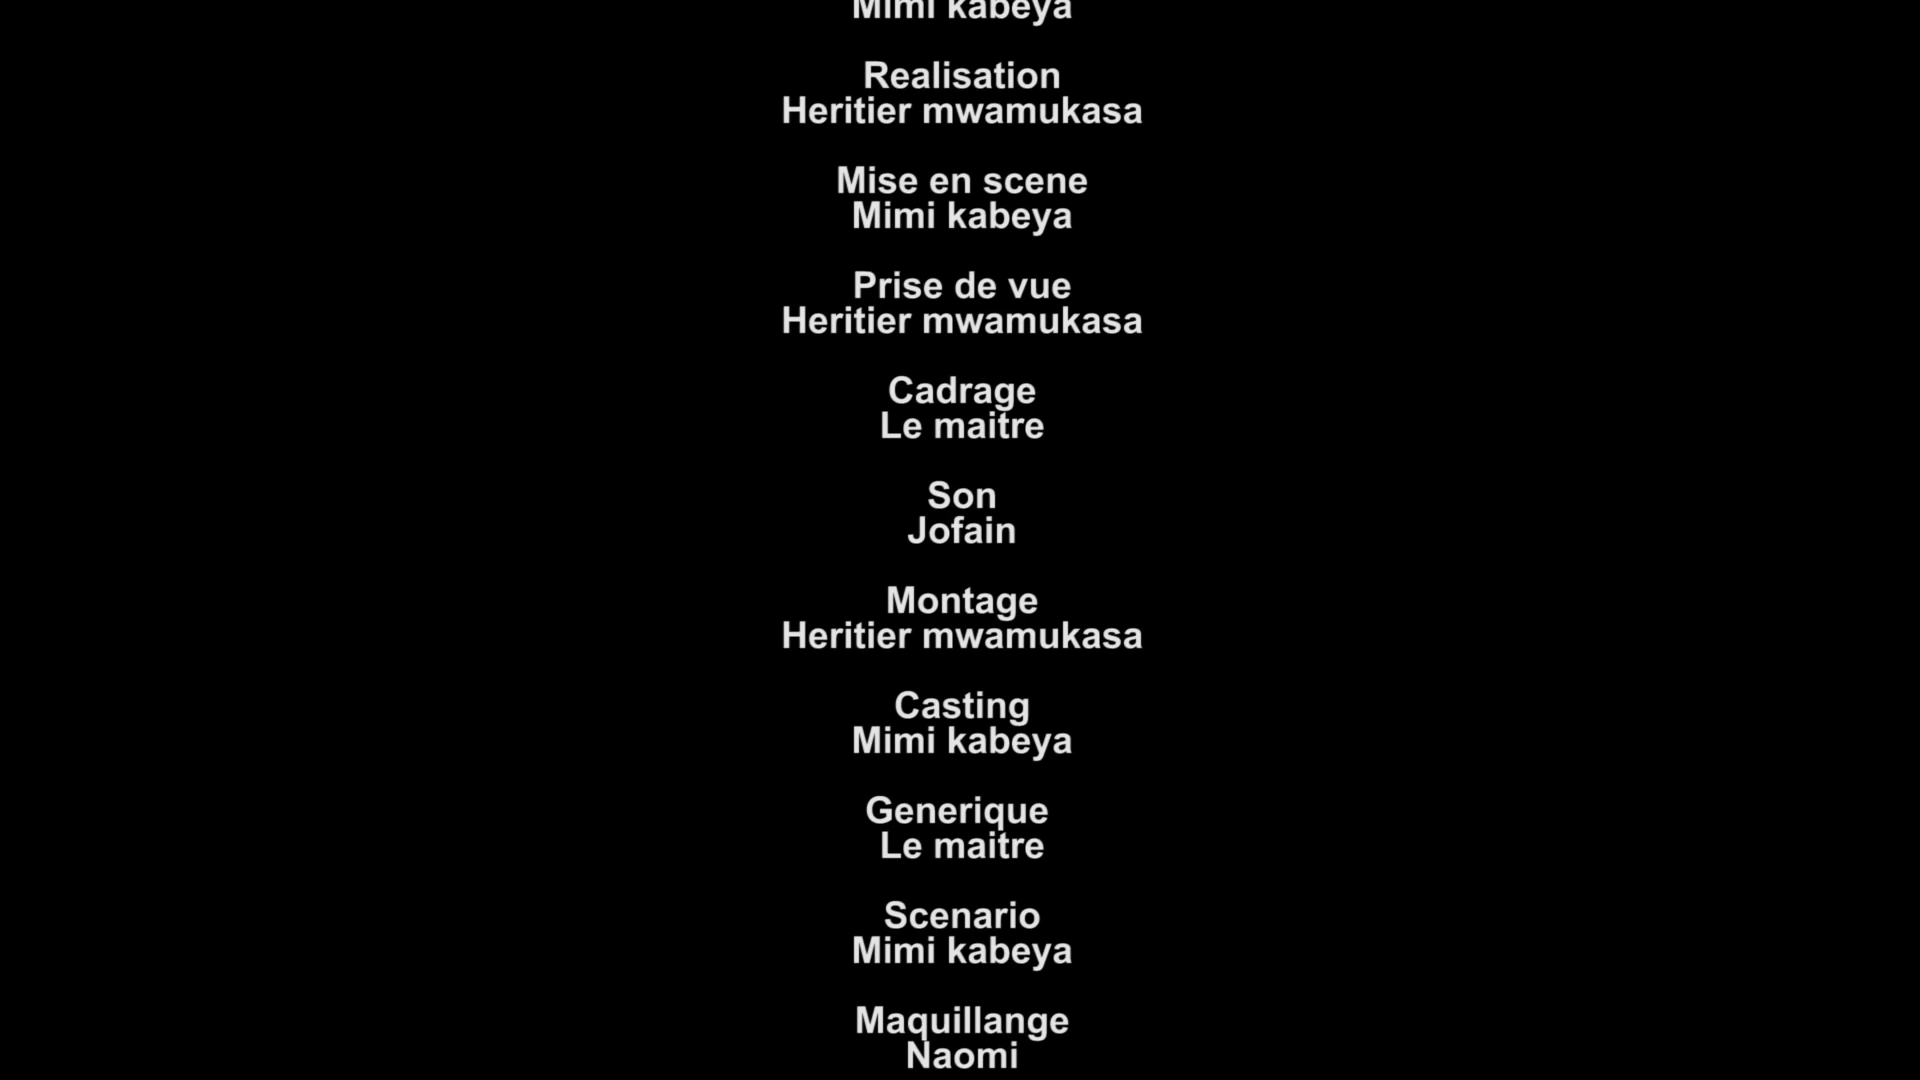 Mimi kabeya
Realisation
Heritier mwamukasa
Mise en scene
Mimi kabeya
Prise de vue
Heritier mwamukasa
Cadrage
Le maitre
Son
Jofain
Montage
Heritier mwamukasa
Casting
Mimi kabeya
Generique
Le maitre
Scenario
Mimi kabeya
Maquillange
Naomi